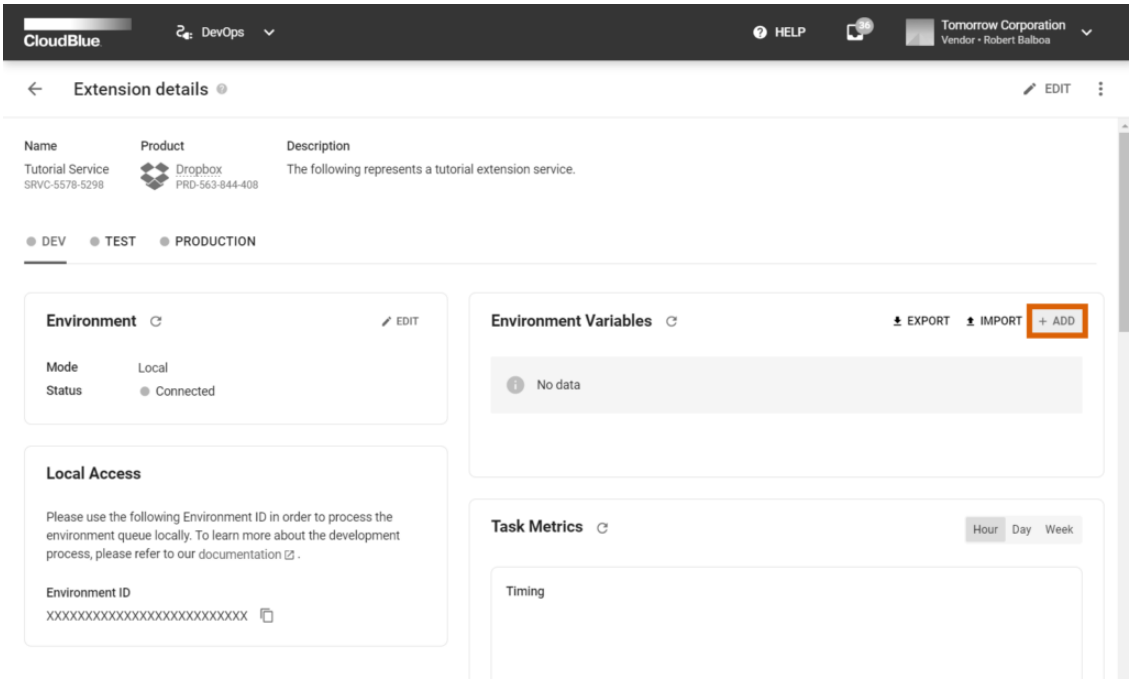 CloudBlue. DevOps HELP 36 Tomorrow Corporation
Vendor • Robert Balboa
Extension details EDIT
Name Product Description
Tutorial Service Dropbox The following represents a tutorial extension service.
SRVC-5578-5298 PRD-563-844-408
DEV TEST PRODUCTION
Environment EDIT
Mode Local
Status Connected
Environment Variables EXPORT IMPORT + ADD
No data
Local Access
Please use the following Environment ID in order to process the
environment queue locally. To learn more about the development
process, please refer to our documentation .
Environment ID
XXXXXXXXXXXXXXXXXXXXXXXXXX
Task Metrics Hour Day Week
Timing